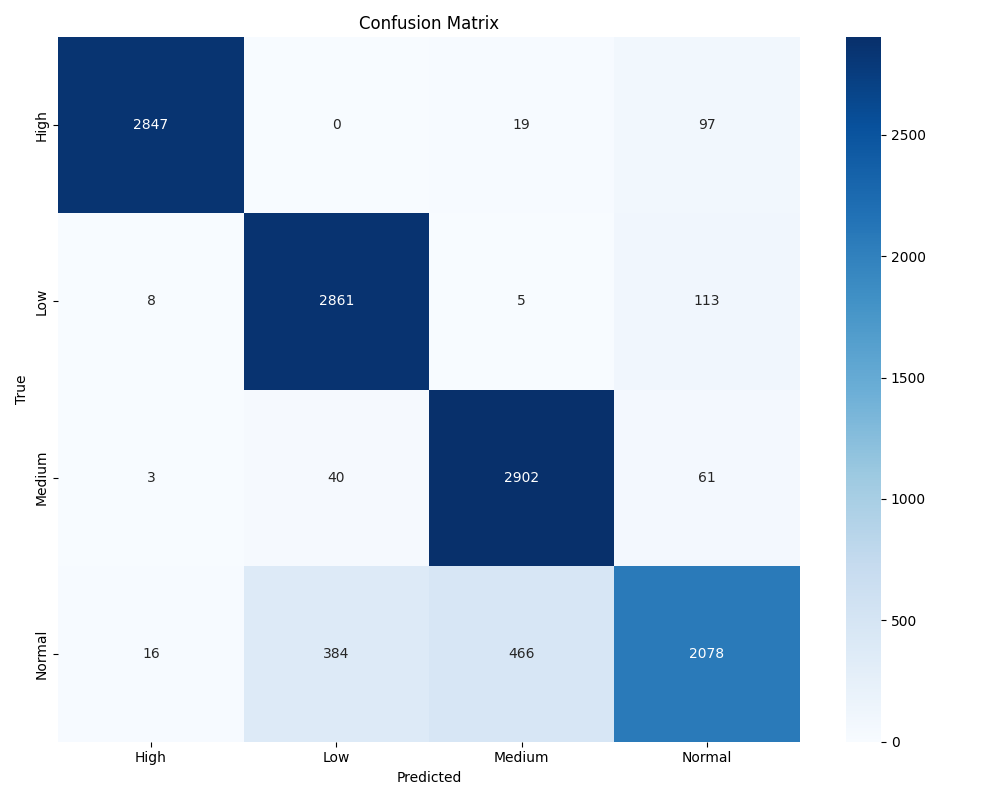 Confusion Matrix
High
2847
0
19
97
Low
8
2861
5
113
Medium
3
40
2902
61
Normal
16
384
466
2078
True
High
Low
Medium
Normal
Predicted
2500
2000
1500
1000
500
0